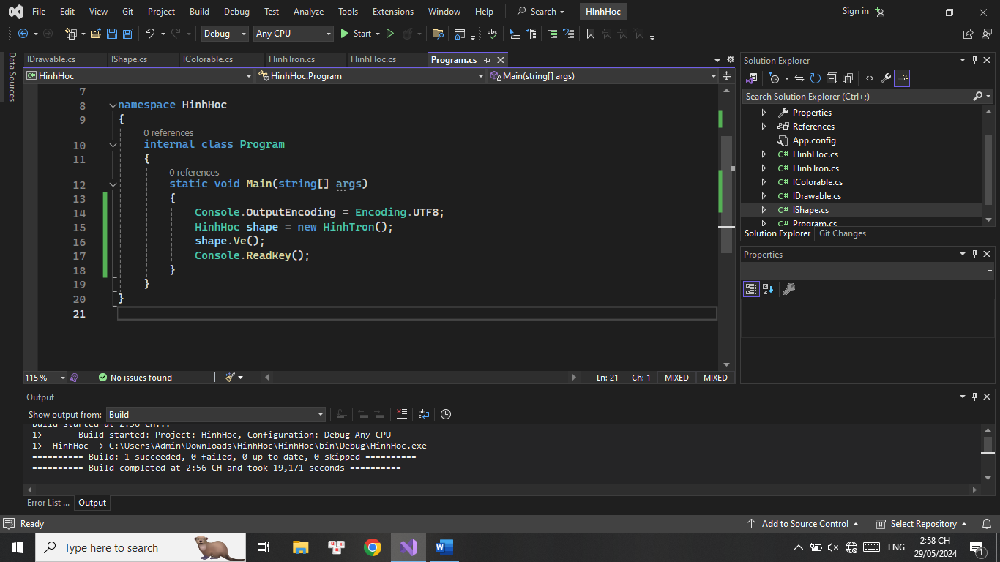 File Edit View Git Project Build Debug Test Analyze Tools Extensions Window Help Search HinhHoc Sign in
Debug Any CPU Start
Data Sources
IDrawable.cs IShape.cs IColorable.cs HinhTron.cs HinhHoc.cs Program.cs
C# HinhHoc HinhHoc.Program Main(string[] args)
7
8 namespace HinhHoc
9 {
0 references
10 internal class Program
11 {
0 references
12 static void Main(string[] args)
13 {
14 Console.OutputEncoding = Encoding.UTF8;
15 HinhHoc shape = new HinhTron();
16 shape.Ve();
17 Console.ReadKey();
18 }
19 }
20 }
21
115 % No issues found Ln: 21 Ch: 1 MIXED MIXED
Solution Explorer
Search Solution Explorer (Ctrl+;)
Properties
References
App.config
C# HinhHoc.cs
C# HinhTron.cs
C# IColorable.cs
C# IDrawable.cs
C# IShape.cs
C# Program.cs
Solution Explorer Git Changes
Properties
Output
Show output from: Build
Build started at 2:56 CH...
1>------ Build started: Project: HinhHoc, Configuration: Debug Any CPU ------
1>  HinhHoc -> C:\Users\Admin\Downloads\HinhHoc\HinhHoc\bin\Debug\HinhHoc.exe
========== Build: 1 succeeded, 0 failed, 0 up-to-date, 0 skipped ==========
========== Build completed at 2:56 CH and took 19,171 seconds ==========
Error List ... Output
Ready Add to Source Control Select Repository
Type here to search ENG 2:58 CH
29/05/2024 1